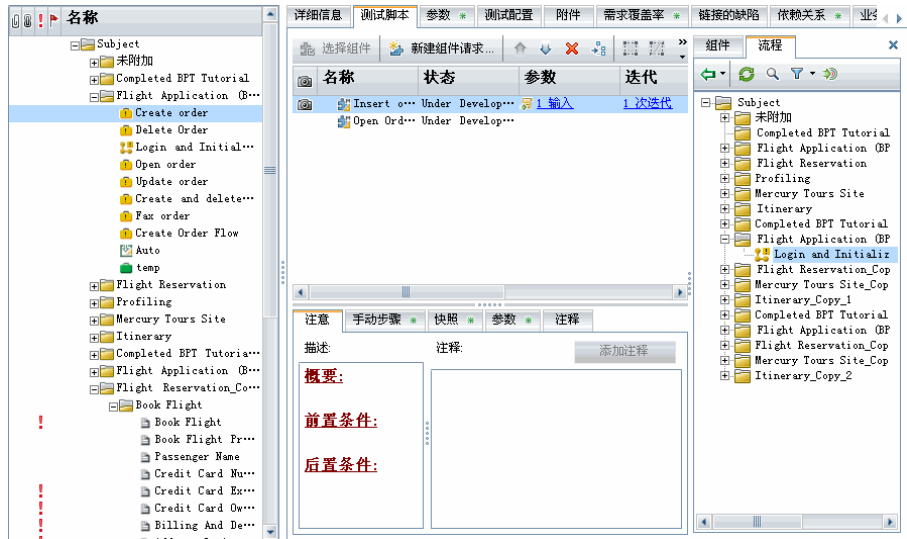 名称
Subject
未附加
Completed BPT Tutorial
Flight Application (B···
Create order
Delete Order
Login and Initial···
Open order
Update order
Create and delete···
Fax order
Create Order Flow
Auto
temp
Flight Reservation
Profiling
Mercury Tours Site
Itinerary
Completed BPT Tutoria···
Flight Application (B···
Flight Reservation_Co···
Book Flight
Book Flight
Book Flight Pr···
Passenger Name
Credit Card Nu···
Credit Card Ex···
Credit Card Ow···
Billing And De···
详细信息 测试脚本 参数 * 测试配置 附件 需求覆盖率 * 链接的缺陷 依赖关系 *
选择组件 新建组件请求... »
名称 状态 参数 迭代
Insert o··· Under Develop··· 1 输入 1 次迭代
Open Ord··· Under Develop···
注意 手动步骤 * 快照 * 参数 * 注释
描述: 注释: 添加注释
概要:
前置条件:
后置条件:
组件 流程
Subject
未附加
Completed BPT Tutorial
Flight Application (BP
Flight Reservation
Profiling
Mercury Tours Site
Itinerary
Completed BPT Tutorial
Flight Application (BP
Login and Initializ
Flight Reservation_Cop
Mercury Tours Site_Cop
Itinerary_Copy_1
Completed BPT Tutorial
Flight Application (BP
Flight Reservation_Cop
Mercury Tours Site_Cop
Itinerary_Copy_2